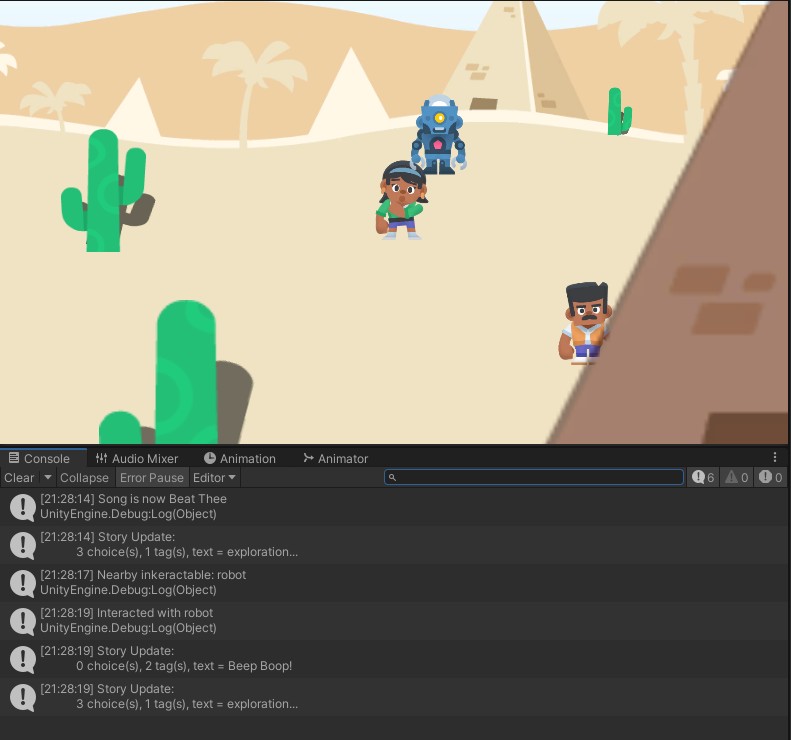 Console
Audio Mixer
Animation
Animator
Clear
Collapse
Error Pause
Editor
6
0
0
[21:28:14] Song is now Beat Thee
UnityEngine.Debug:Log(Object)
[21:28:14] Story Update:
3 choice(s), 1 tag(s), text = exploration...
[21:28:17] Nearby inkeractable: robot
UnityEngine.Debug:Log(Object)
[21:28:19] Interacted with robot
UnityEngine.Debug:Log(Object)
[21:28:19] Story Update:
0 choice(s), 2 tag(s), text = Beep Boop!
[21:28:19] Story Update:
3 choice(s), 1 tag(s), text = exploration...